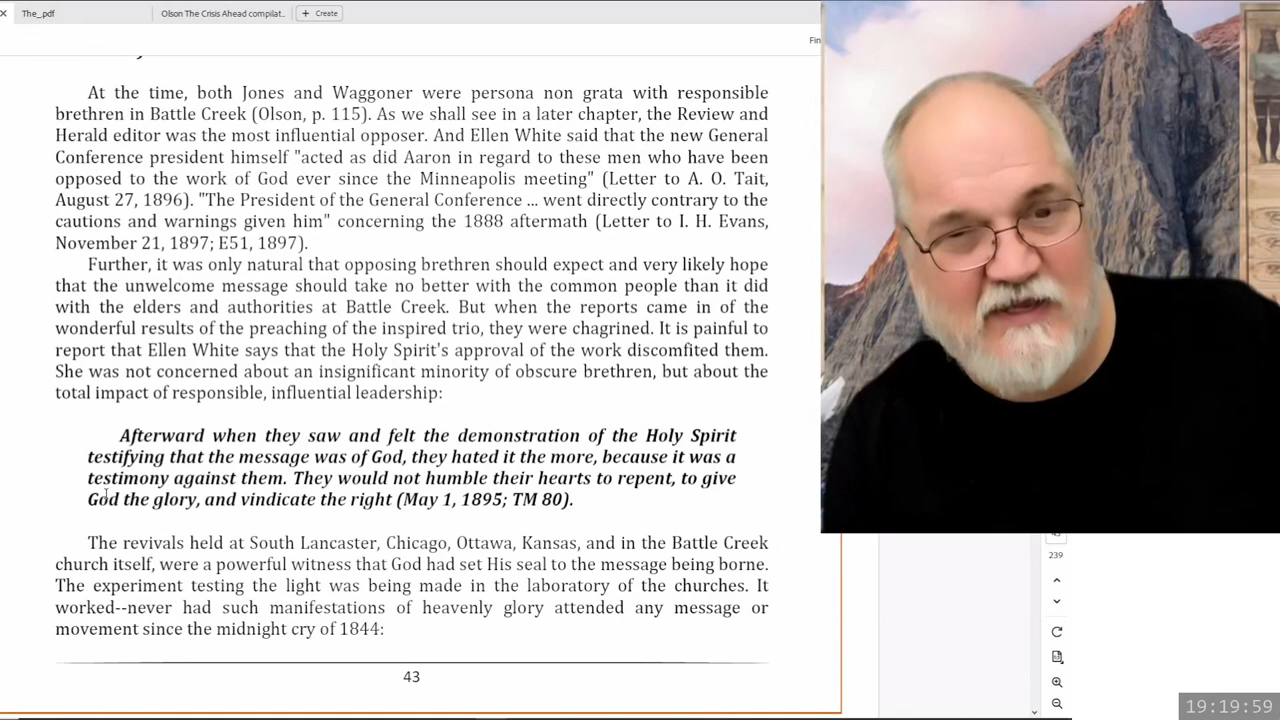 The_.pdf
Olson The Crisis Ahead compilat..
+ Create
Fin
At the time, both Jones and Waggoner were persona non grata with responsible
brethren in Battle Creek (Olson, p. 115). As we shall see in a later chapter, the Review and
Herald editor was the most influential opposer. And Ellen White said that the new General
Conference president himself "acted as did Aaron in regard to these men who have been
opposed to the work of God ever since the Minneapolis meeting" (Letter to A. O. Tait,
August 27, 1896). "The President of the General Conference ... went directly contrary to the
cautions and warnings given him" concerning the 1888 aftermath (Letter to I. H. Evans,
November 21, 1897; E51, 1897).
Further, it was only natural that opposing brethren should expect and very likely hope
that the unwelcome message should take no better with the common people than it did
with the elders and authorities at Battle Creek. But when the reports came in of the
wonderful results of the preaching of the inspired trio, they were chagrined. It is painful to
report that Ellen White says that the Holy Spirit's approval of the work discomfited them.
She was not concerned about an insignificant minority of obscure brethren, but about the
total impact of responsible, influential leadership:
Afterward when they saw and felt the demonstration of the Holy Spirit
testifying that the message was of God, they hated it the more, because it was a
testimony against them. They would not humble their hearts to repent, to give
God the glory, and vindicate the right (May 1, 1895; TM 80).
The revivals held at South Lancaster, Chicago, Ottawa, Kansas, and in the Battle Creek
church itself, were a powerful witness that God had set His seal to the message being borne.
The experiment testing the light was being made in the laboratory of the churches. It
worked--never had such manifestations of heavenly glory attended any message or
movement since the midnight cry of 1844:
43
239
19:19:59